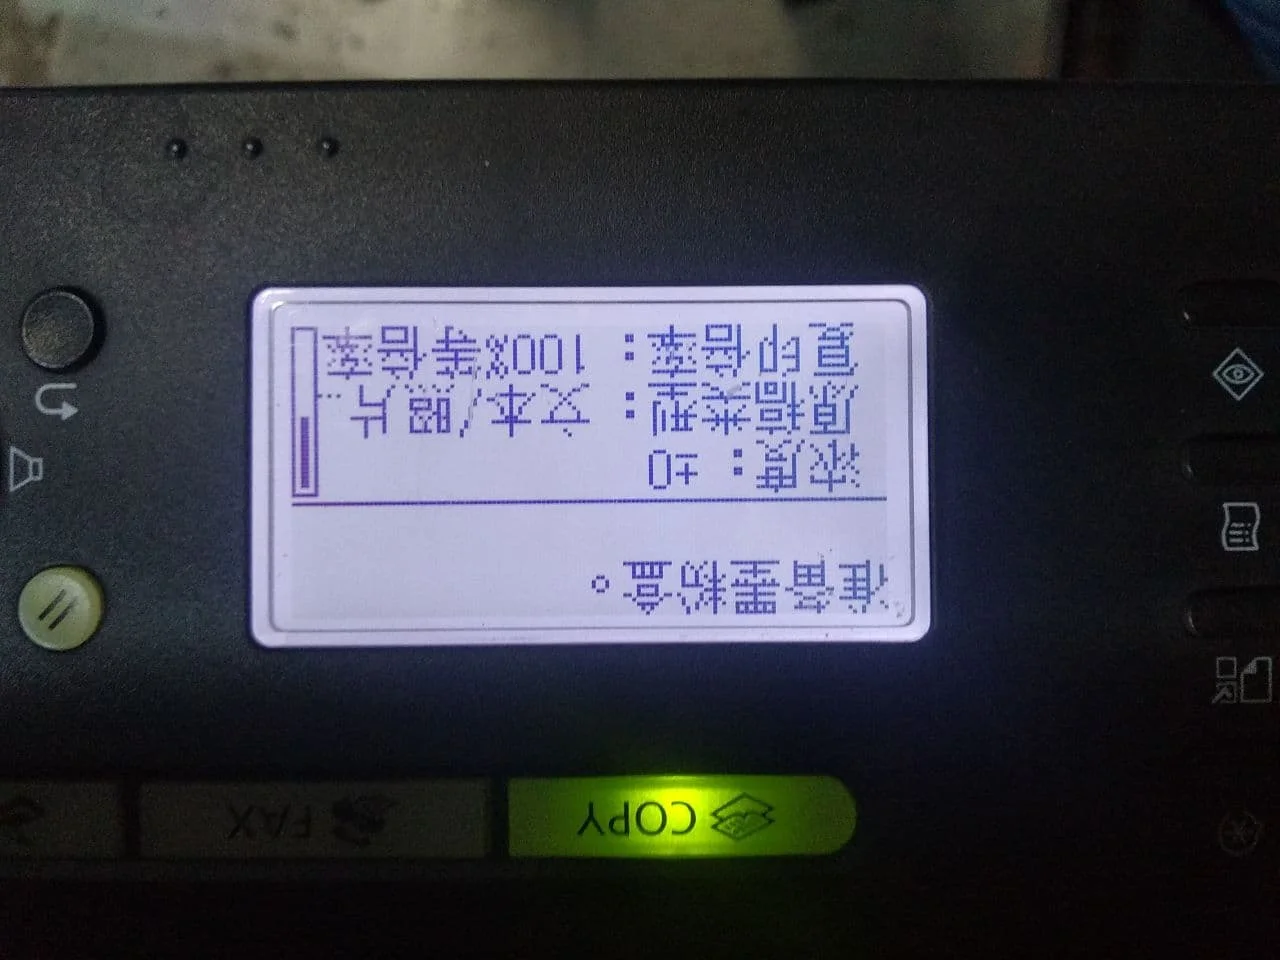 COPY
FAX
准备墨粉盒。
浓度: ±0
原稿类型: 文本/照片...
复印倍率: 100%等倍率